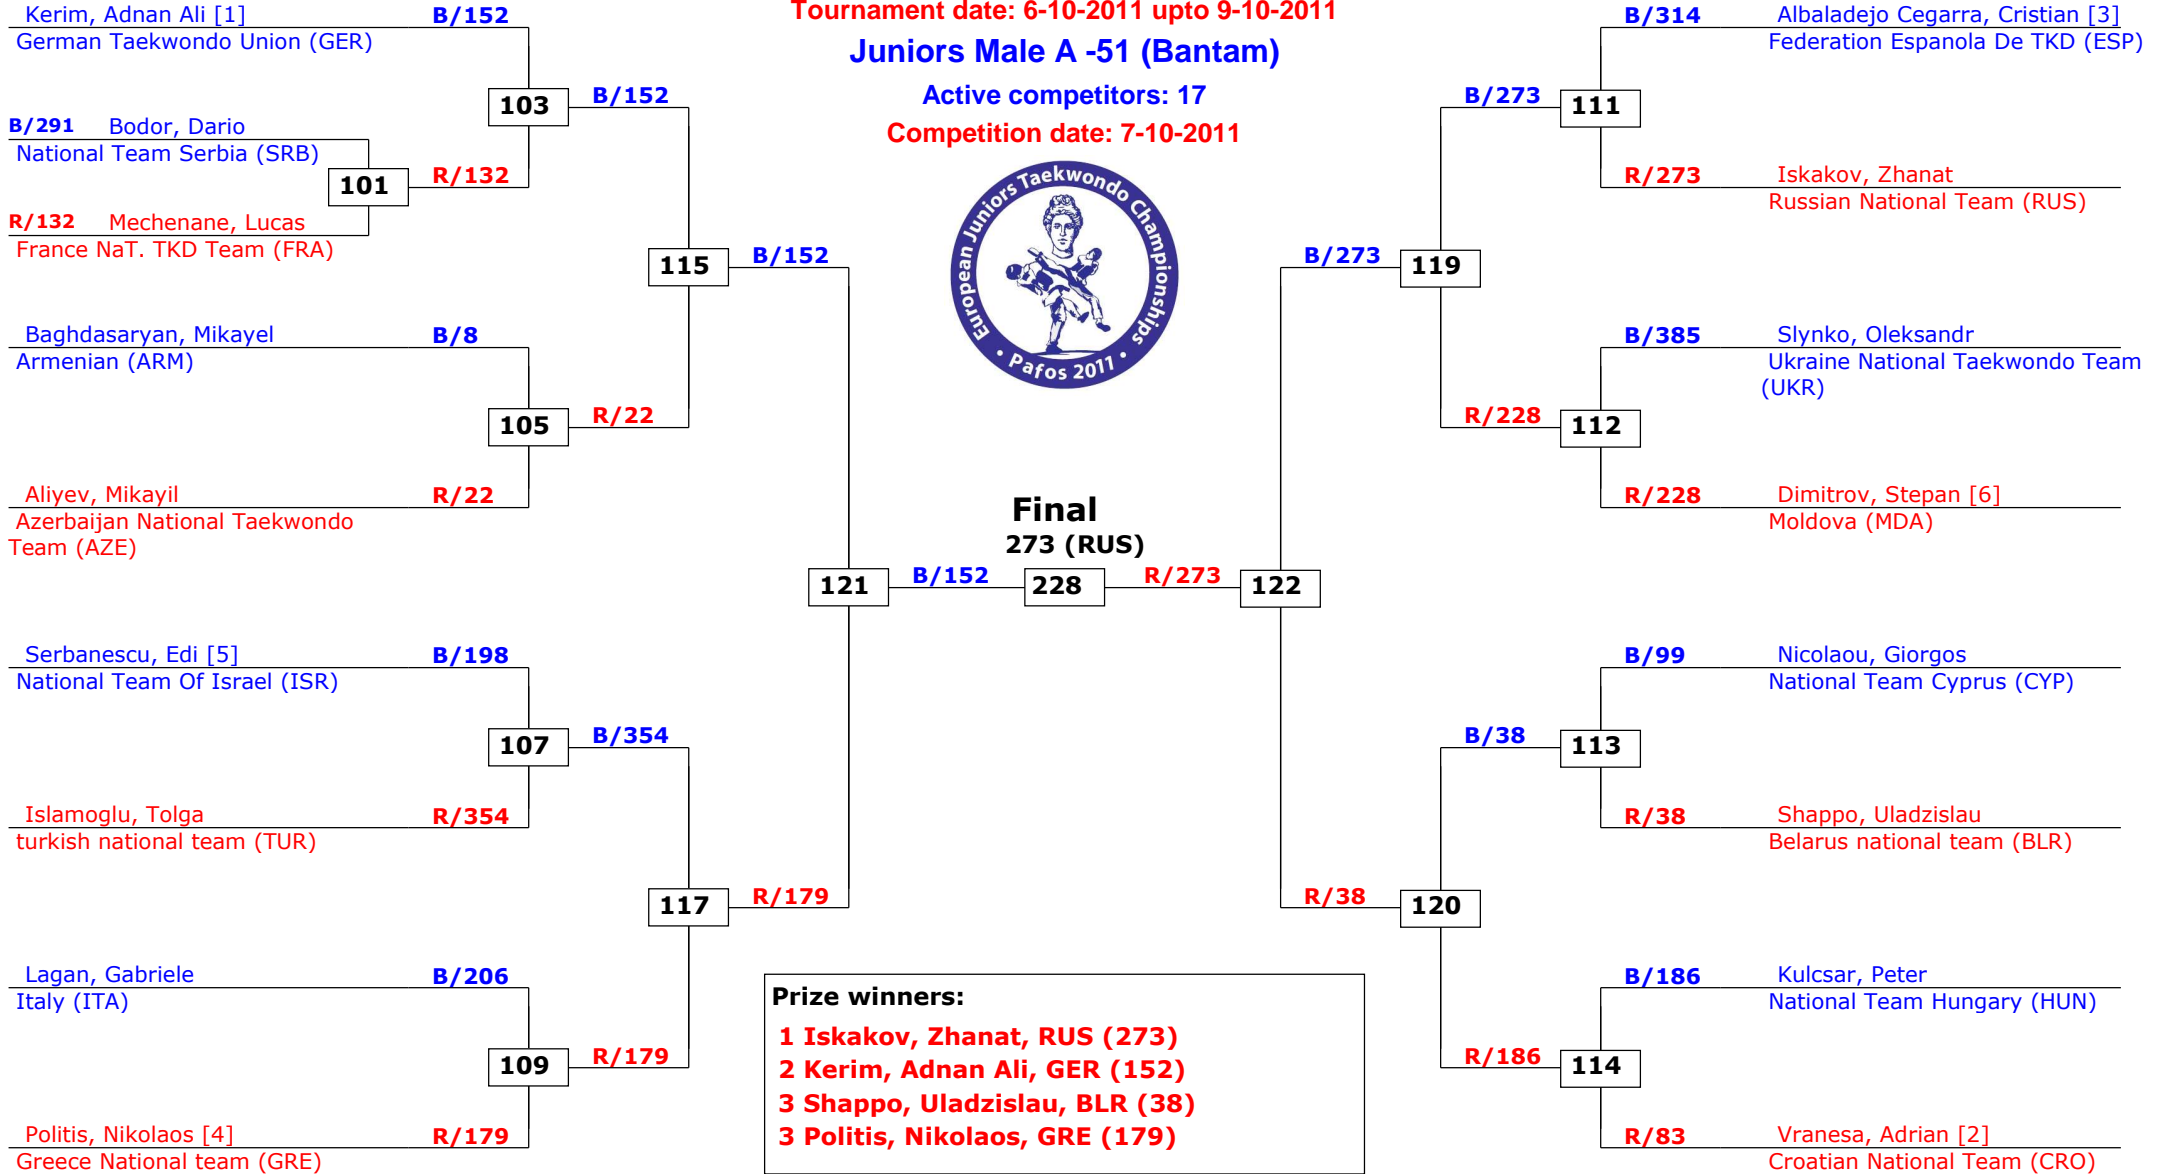 Tournament date: 6-10-2011 upto 9-10-2011
Juniors Male A -51 (Bantam)
Active competitors: 17
Competition date: 7-10-2011
European Juniors Taekwondo Championships
• Pafos 2011 •
Kerim, Adnan Ali [1] B/152
German Taekwondo Union (GER)
103 B/152
B/291 Bodor, Dario
National Team Serbia (SRB)
101 R/132
R/132 Mechenane, Lucas
France NaT. TKD Team (FRA)
115 B/152
Baghdasaryan, Mikayel B/8
Armenian (ARM)
105 R/22
Aliyev, Mikayil R/22
Azerbaijan National Taekwondo
Team (AZE)
121 B/152
Serbanescu, Edi [5] B/198
National Team Of Israel (ISR)
107 B/354
Islamoglu, Tolga R/354
turkish national team (TUR)
117 R/179
Lagan, Gabriele B/206
Italy (ITA)
109 R/179
Politis, Nikolaos [4] R/179
Greece National team (GRE)
Final
273 (RUS)
228
R/273 122
B/314 Albaladejo Cegarra, Cristian [3]
Federation Espanola De TKD (ESP)
B/273 111
R/273 Iskakov, Zhanat
Russian National Team (RUS)
B/273 119
B/385 Slynko, Oleksandr
Ukraine National Taekwondo Team
(UKR)
R/228 112
R/228 Dimitrov, Stepan [6]
Moldova (MDA)
B/99 Nicolaou, Giorgos
National Team Cyprus (CYP)
B/38 113
R/38 Shappo, Uladzislau
Belarus national team (BLR)
R/38 120
B/186 Kulcsar, Peter
National Team Hungary (HUN)
R/186 114
R/83 Vranesa, Adrian [2]
Croatian National Team (CRO)
Prize winners:
1 Iskakov, Zhanat, RUS (273)
2 Kerim, Adnan Ali, GER (152)
3 Shappo, Uladzislau, BLR (38)
3 Politis, Nikolaos, GRE (179)